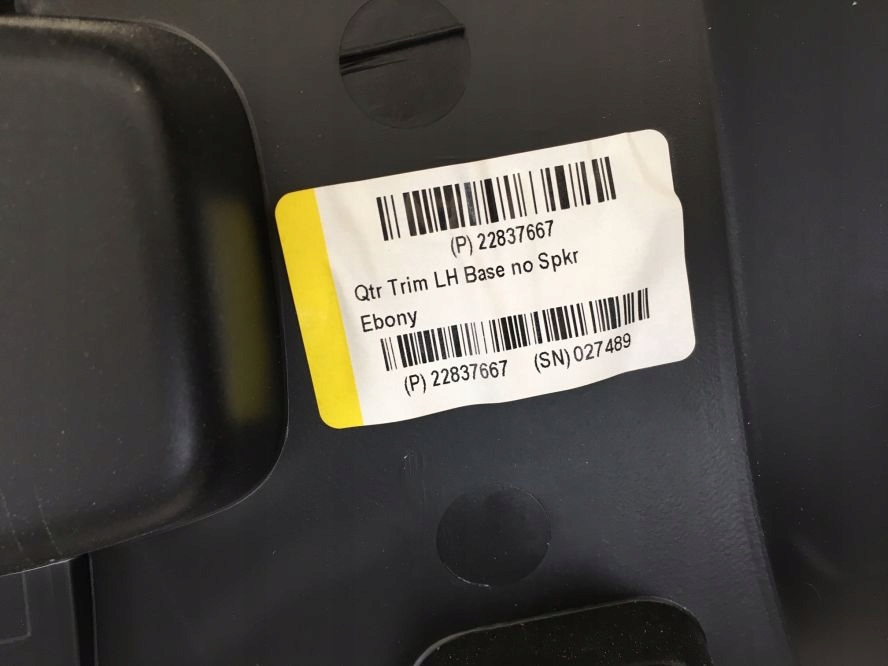 (P) 22837667
Qtr Trim LH Base no Spkr
Ebony
(P) 22837667 (SN) 027489